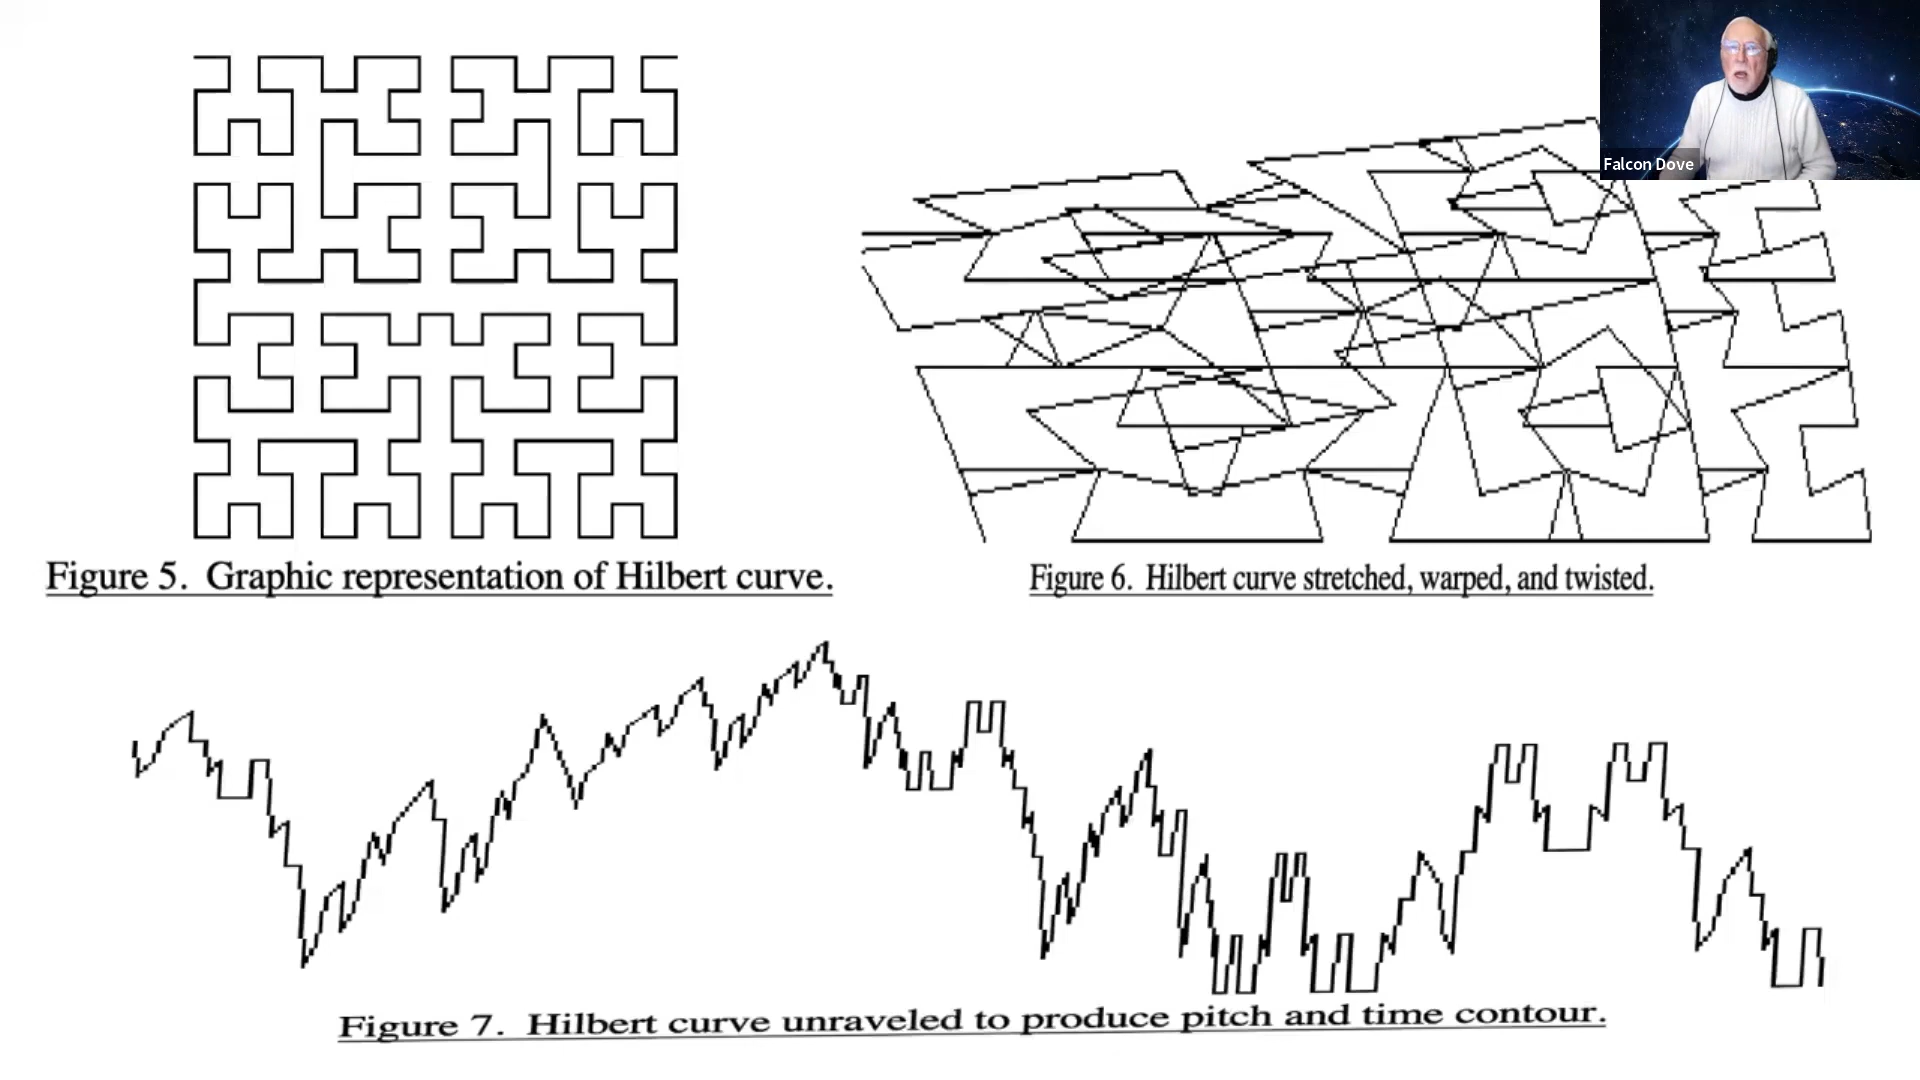 Falcon Dove
Figure 5. Graphic representation of Hilbert curve.
Figure 6. Hilbert curve stretched, warped, and twisted.
Figure 7. Hilbert curve unraveled to produce pitch and time contour.